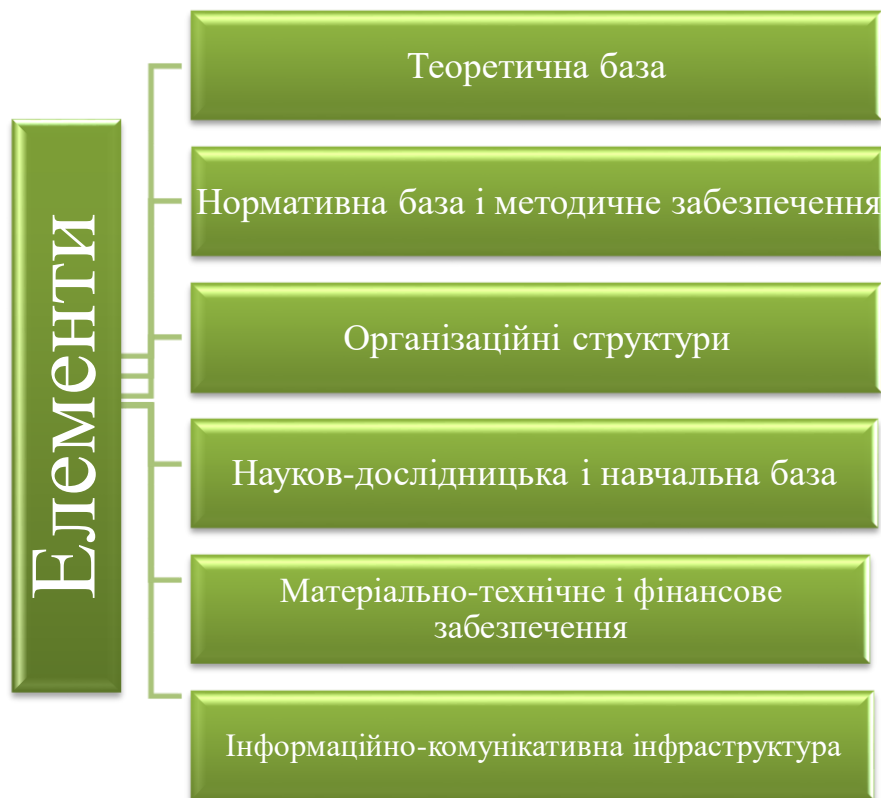 Елементи
Теоретична база
Нормативна база і методичне забезпечення
Організаційні структури
Науков-дослідницька і навчальна база
Матеріально-технічне і фінансове
забезпечення
Інформаційно-комунікативна інфраструктура